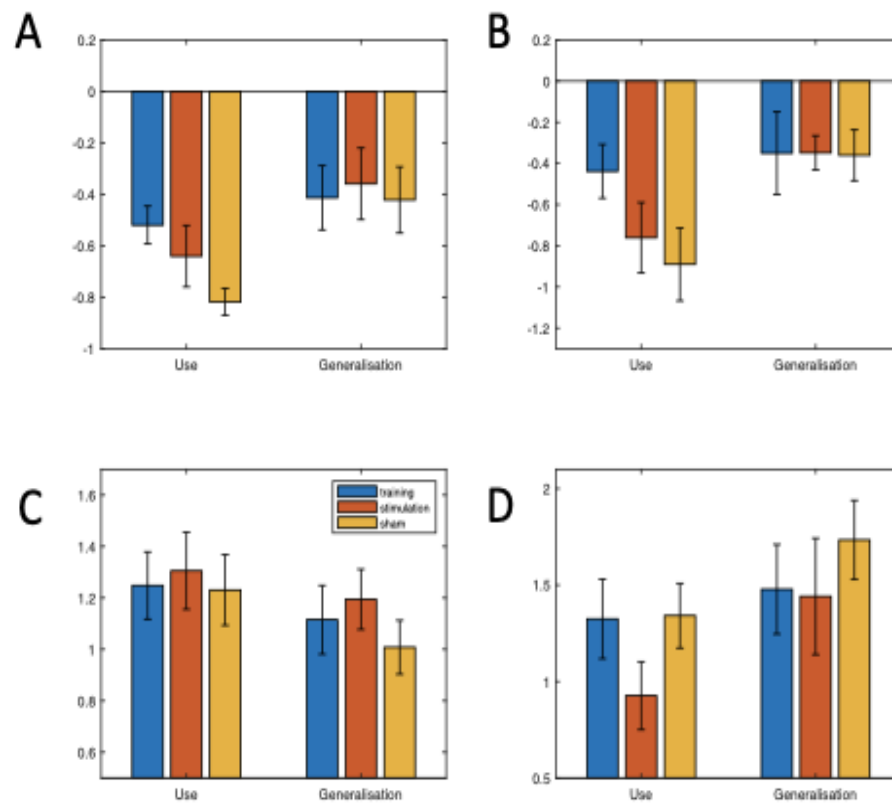 A
0.2
0
-0.2
-0.4
-0.6
-0.8
-1
Use Generalisation
B
0.2
0
-0.2
-0.4
-0.6
-0.8
-1
-1.2
Use Generalisation
C
1.6
1.4
1.2
1
0.8
0.6
training
stimulation
sham
Use Generalisation
D
2
1.5
1
0.5
Use Generalisation